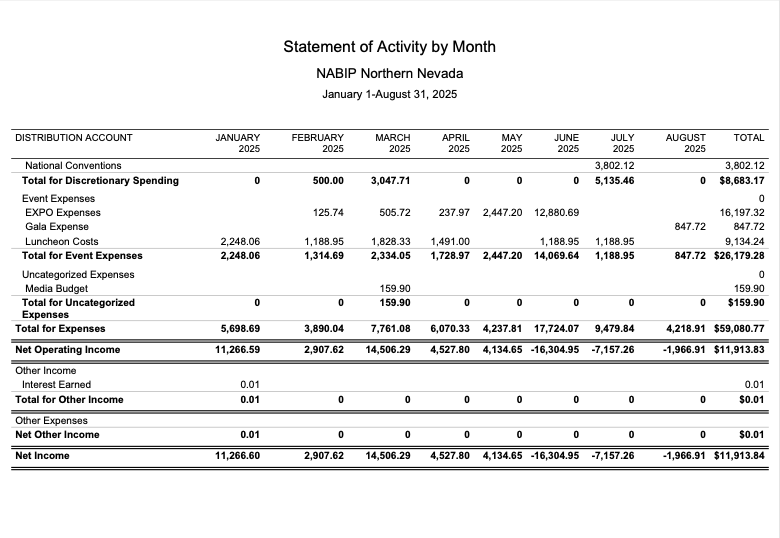 Statement of Activity by Month
NABIP Northern Nevada
January 1-August 31, 2025
DISTRIBUTION ACCOUNT JANUARY 2025 FEBRUARY 2025 MARCH 2025 APRIL 2025 MAY 2025 JUNE 2025 JULY 2025 AUGUST 2025 TOTAL
National Conventions 3,802.12 3,802.12
Total for Discretionary Spending 0 500.00 3,047.71 0 0 0 5,135.46 0 $8,683.17
Event Expenses 0
EXPO Expenses 125.74 505.72 237.97 2,447.20 12,880.69 16,197.32
Gala Expense 847.72 847.72
Luncheon Costs 2,248.06 1,188.95 1,828.33 1,491.00 1,188.95 1,188.95 9,134.24
Total for Event Expenses 2,248.06 1,314.69 2,334.05 1,728.97 2,447.20 14,069.64 1,188.95 847.72 $26,179.28
Uncategorized Expenses 0
Media Budget 159.90 159.90
Total for Uncategorized 0 0 159.90 0 0 0 0 0 $159.90
Expenses
Total for Expenses 5,698.69 3,890.04 7,761.08 6,070.33 4,237.81 17,724.07 9,479.84 4,218.91 $59,080.77
Net Operating Income 11,266.59 2,907.62 14,506.29 4,527.80 4,134.65 -16,304.95 -7,157.26 -1,966.91 $11,913.83
Other Income
Interest Earned 0.01 0.01
Total for Other Income 0.01 0 0 0 0 0 0 0 $0.01
Other Expenses
Net Other Income 0.01 0 0 0 0 0 0 0 $0.01
Net Income 11,266.60 2,907.62 14,506.29 4,527.80 4,134.65 -16,304.95 -7,157.26 -1,966.91 $11,913.84